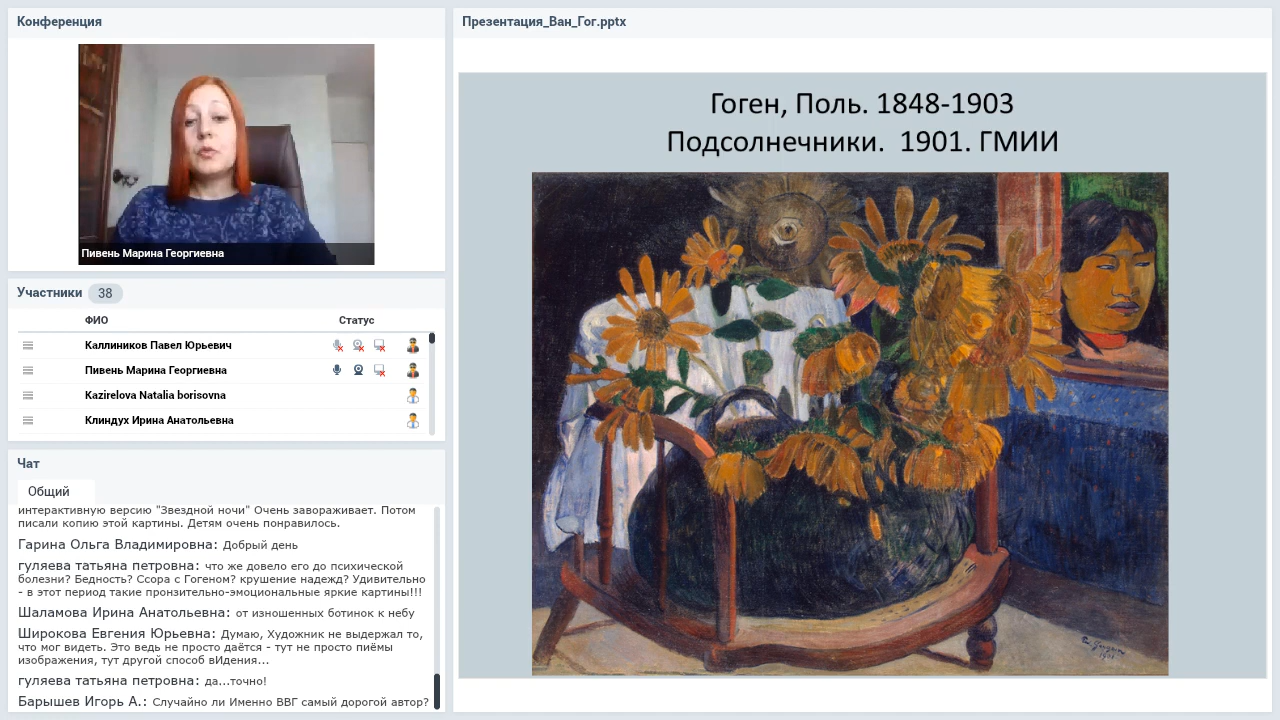 Конференция
Пивень Марина Георгиевна
Участники 38
ФИО Статус
Каллиников Павел Юрьевич
Пивень Марина Георгиевна
Kazirelova Natalia borisovna
Клиндух Ирина Анатольевна
Чат
Общий
интерактивную версию "Звездной ночи" Очень завораживает. Потом
писали копию этой картины. Детям очень понравилось.
Гарина Ольга Владимировна: Добрый день
гуляева татьяна петровна: что же довело его до психической
болезни? Бедность? Ссора с Гогеном? крушение надежд? Удивительно
- в этот период такие пронзительно-эмоциональные яркие картины!!!
Шаламова Ирина Анатольевна: от изношенных ботинок к небу
Широкова Евгения Юрьевна: Думаю, Художник не выдержал то,
что мог видеть. Это ведь не просто даётся - тут не просто пиёмы
изображения, тут другой способ вИдения...
гуляева татьяна петровна: да...точно!
Барышев Игорь А.: Случайно ли Именно ВВГ самый дорогой автор?
Презентация_Ван_Гог.pptx
Гоген, Поль. 1848-1903
Подсолнечники. 1901. ГМИИ